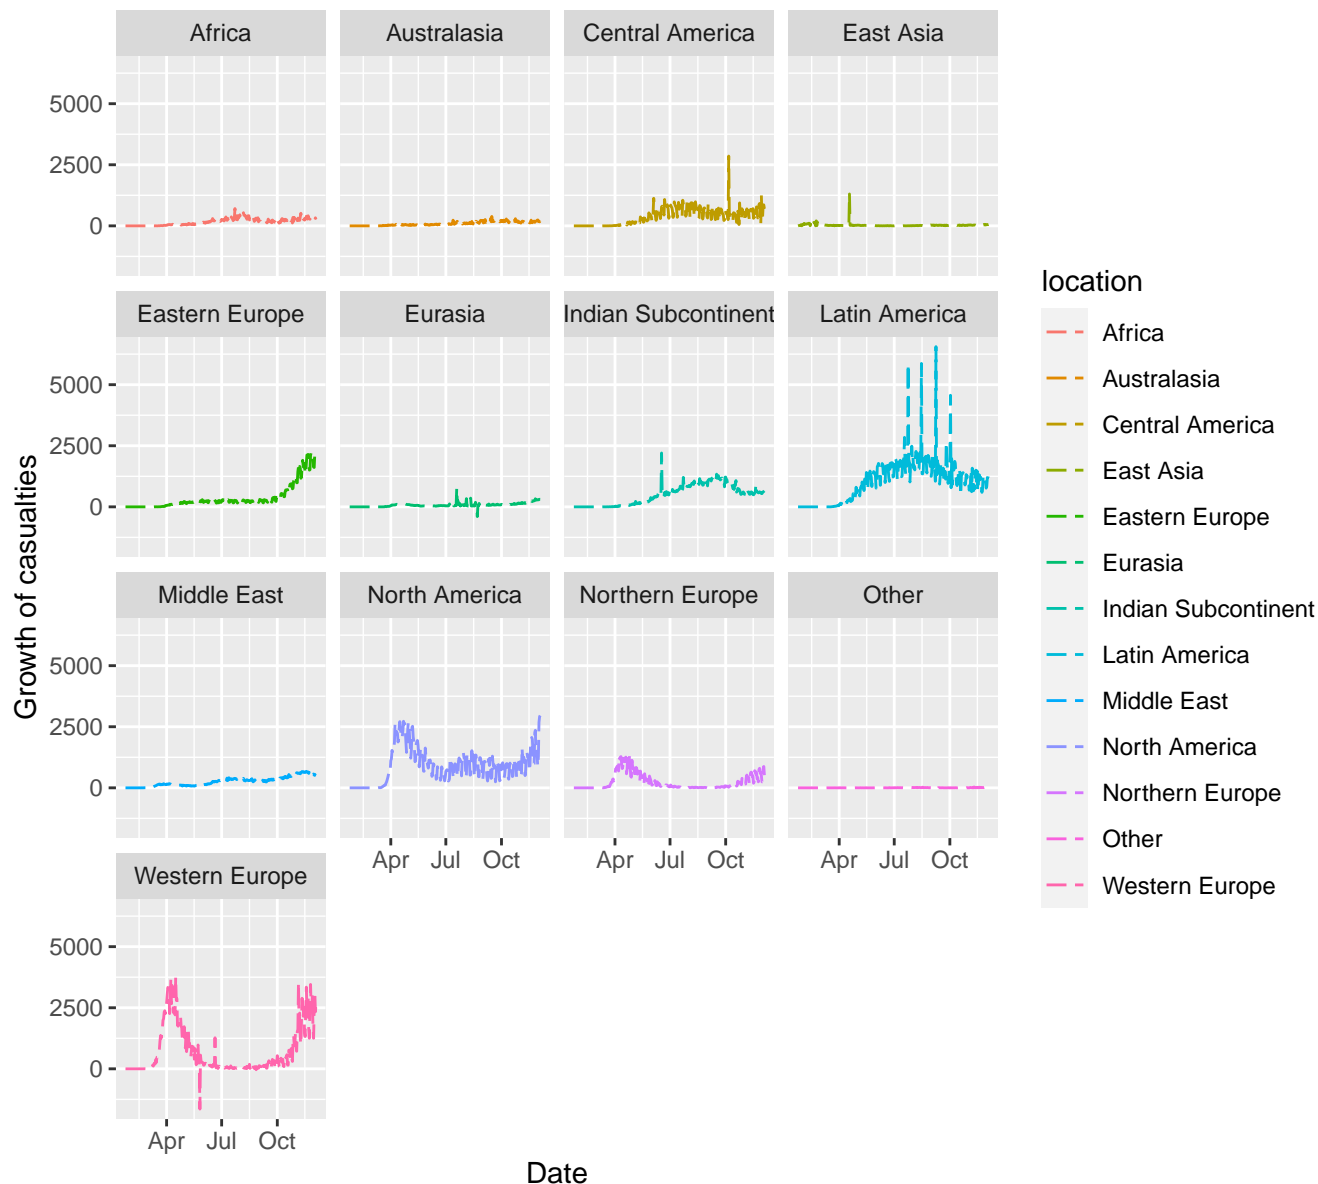 Africa
Australasia
Central America
East Asia
5000
2500
0
Eastern Europe
Eurasia
Indian Subcontinent
Latin America
5000
2500
0
Middle East
North America
Northern Europe
Other
5000
2500
0
Apr Jul Oct
Apr Jul Oct
Apr Jul Oct
Western Europe
5000
2500
0
Apr Jul Oct
Date
Growth of casualties
location
Africa
Australasia
Central America
East Asia
Eastern Europe
Eurasia
Indian Subcontinent
Latin America
Middle East
North America
Northern Europe
Other
Western Europe